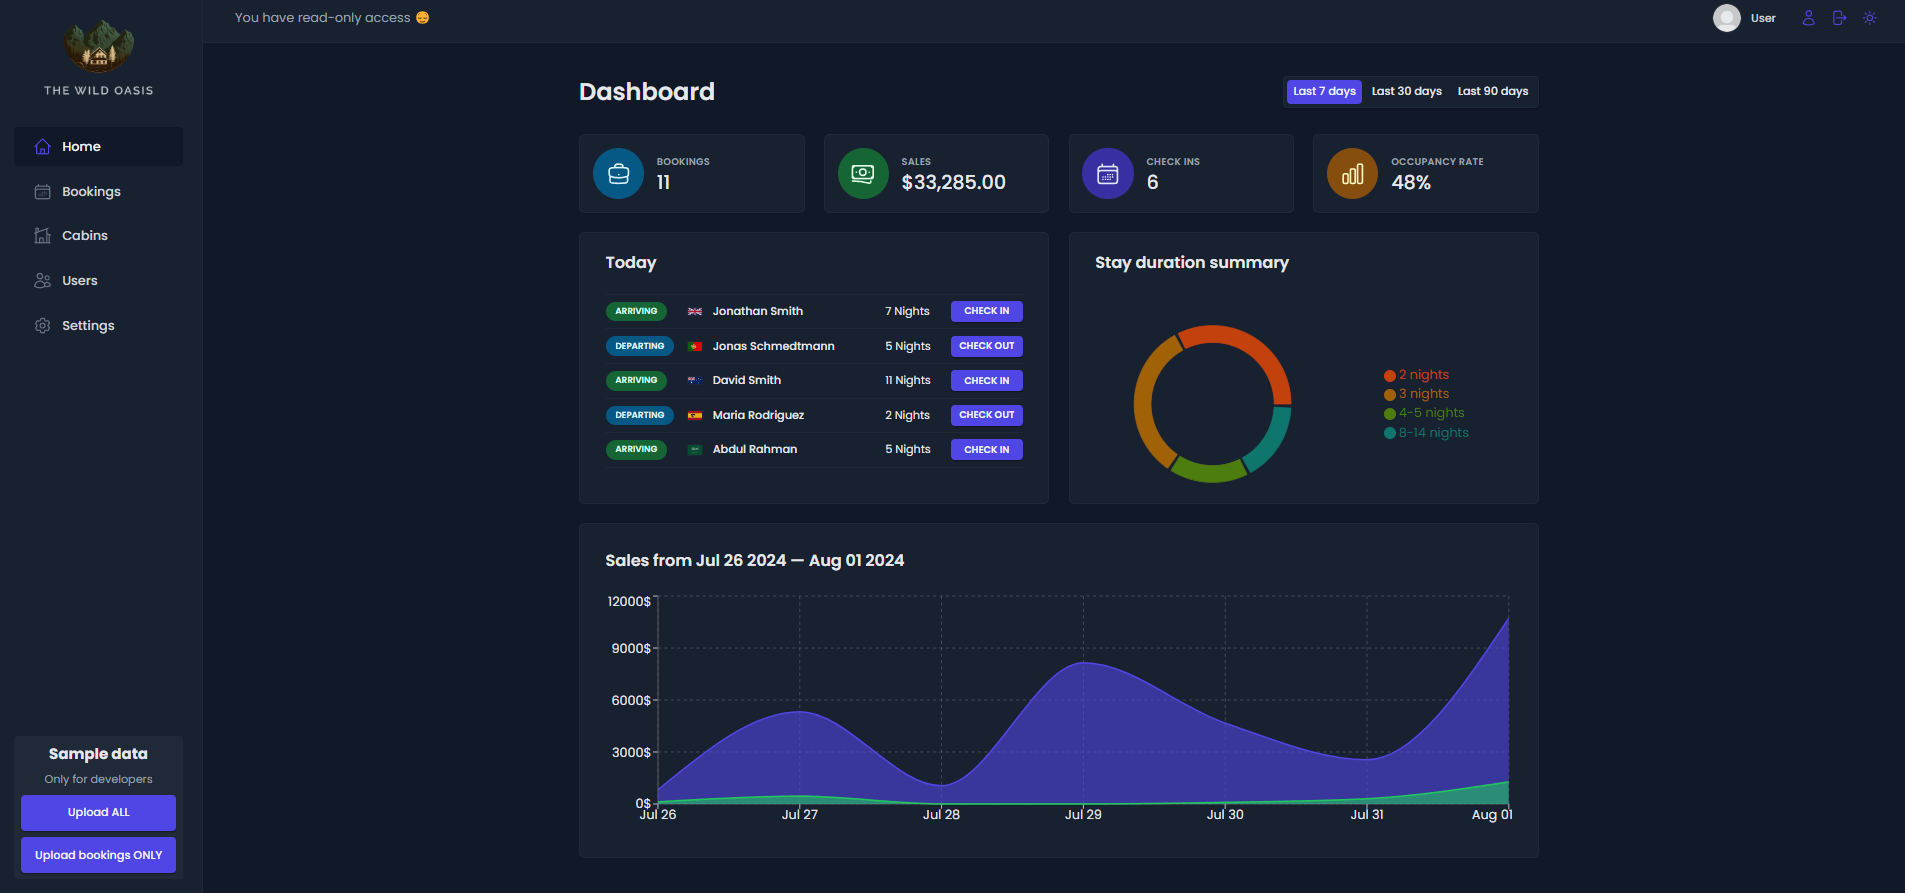 You have read-only access 😔
User
THE WILD OASIS
Home
Bookings
Cabins
Users
Settings
Sample data
Only for developers
Upload ALL
Upload bookings ONLY
Dashboard
Last 7 days Last 30 days Last 90 days
BOOKINGS
11
SALES
$33,285.00
CHECK INS
6
OCCUPANCY RATE
48%
Today
ARRIVING Jonathan Smith 7 Nights CHECK IN
DEPARTING Jonas Schmedtmann 5 Nights CHECK OUT
ARRIVING David Smith 11 Nights CHECK IN
DEPARTING Maria Rodriguez 2 Nights CHECK OUT
ARRIVING Abdul Rahman 5 Nights CHECK IN
Stay duration summary
2 nights
3 nights
4-5 nights
8-14 nights
Sales from Jul 26 2024 — Aug 01 2024
12000$
9000$
6000$
3000$
0$
Jul 26 Jul 27 Jul 28 Jul 29 Jul 30 Jul 31 Aug 01